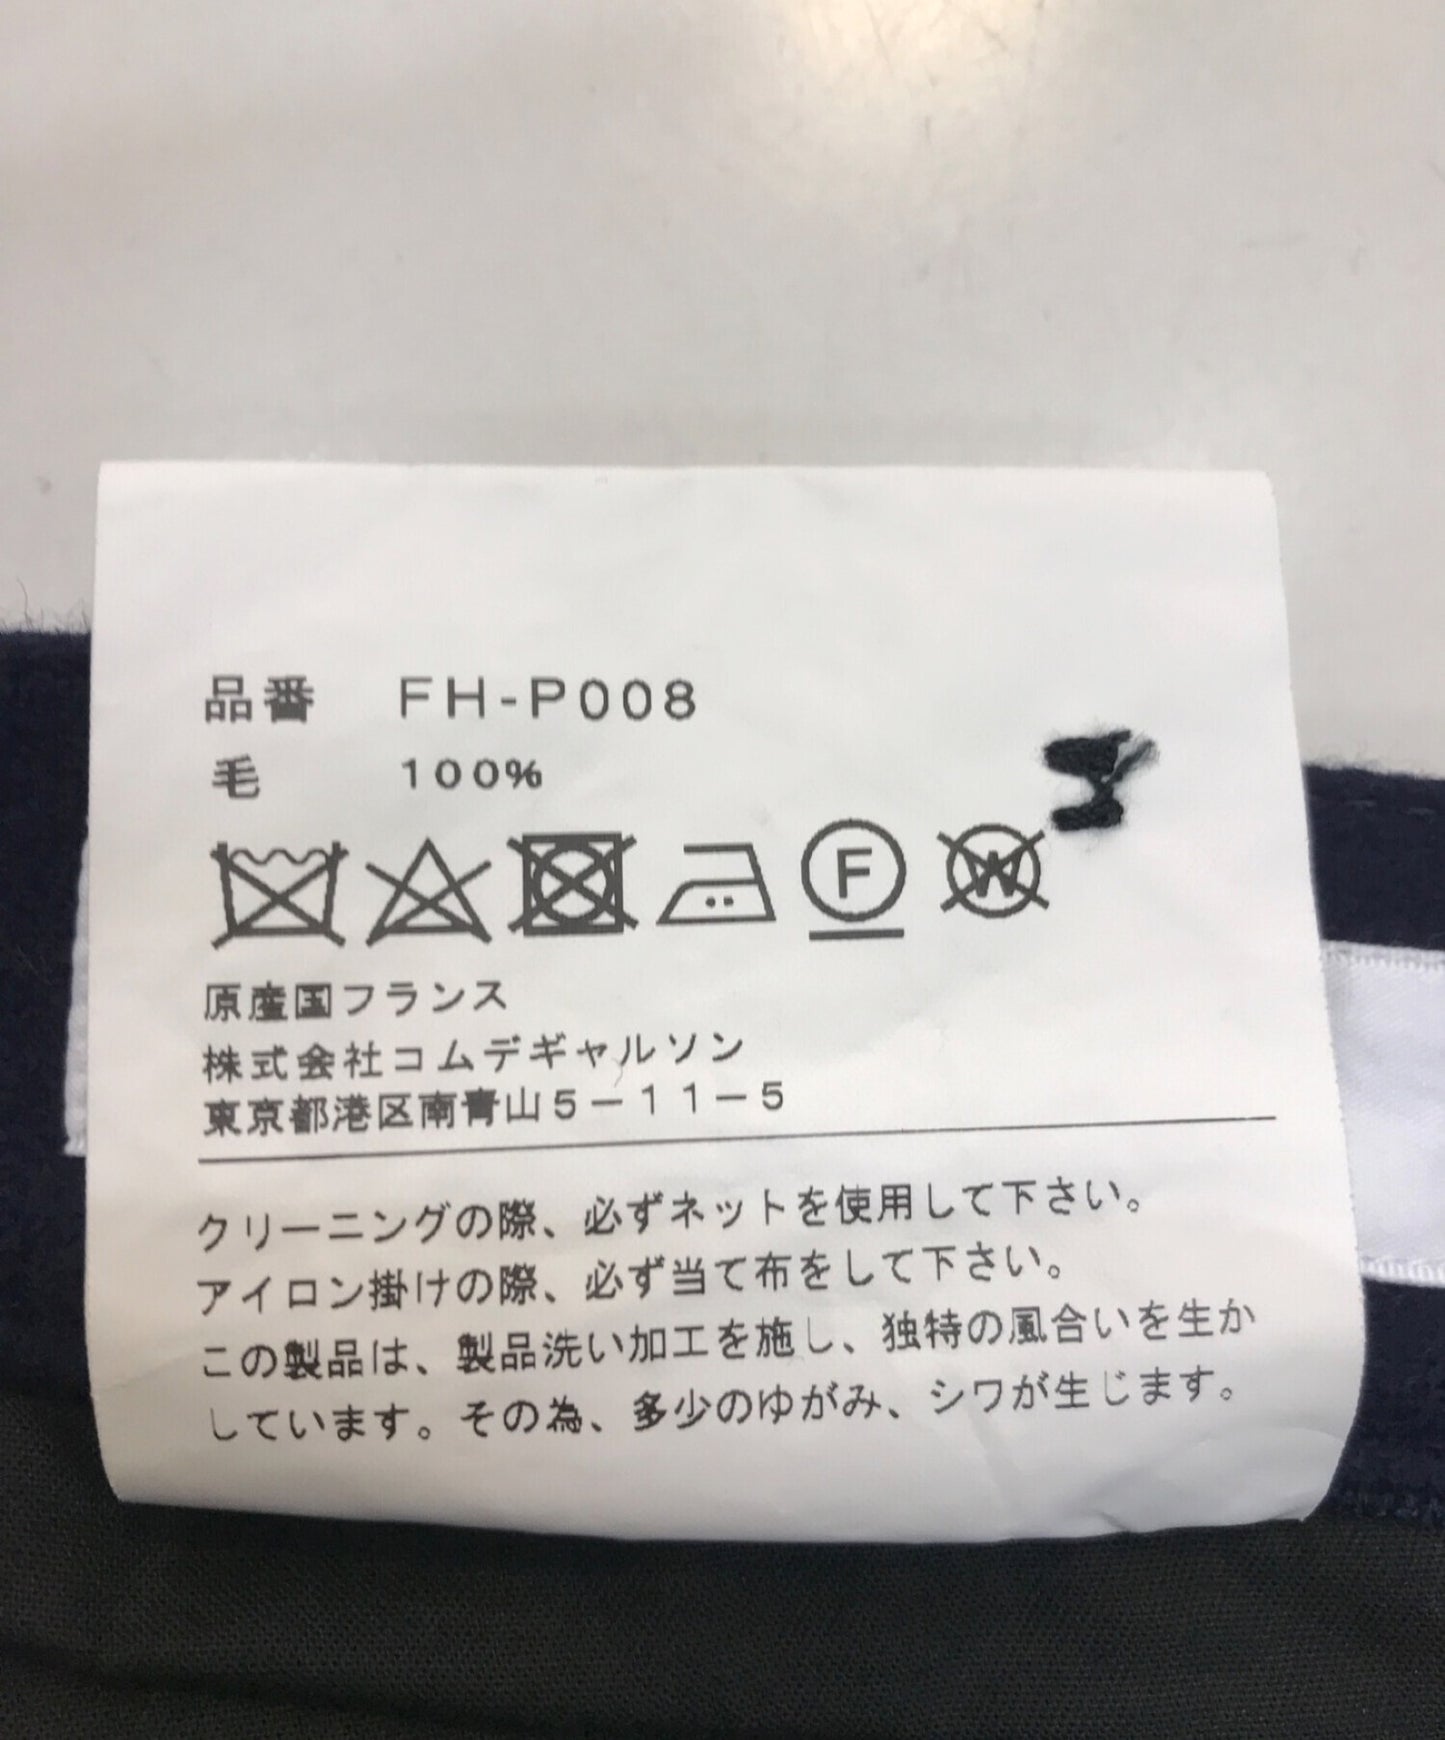 品番 FH-P008
毛 100%
F W
原産国フランス
株式会社コムデギャルソン
東京都港区南青山5-11-5
クリーニングの際、必ずネットを使用して下さい。
アイロン掛けの際、必ず当て布をして下さい。
この製品は、製品洗い加工を施し、独特の風合いを生か
しています。その為、多少のゆがみ、シワが生じます。